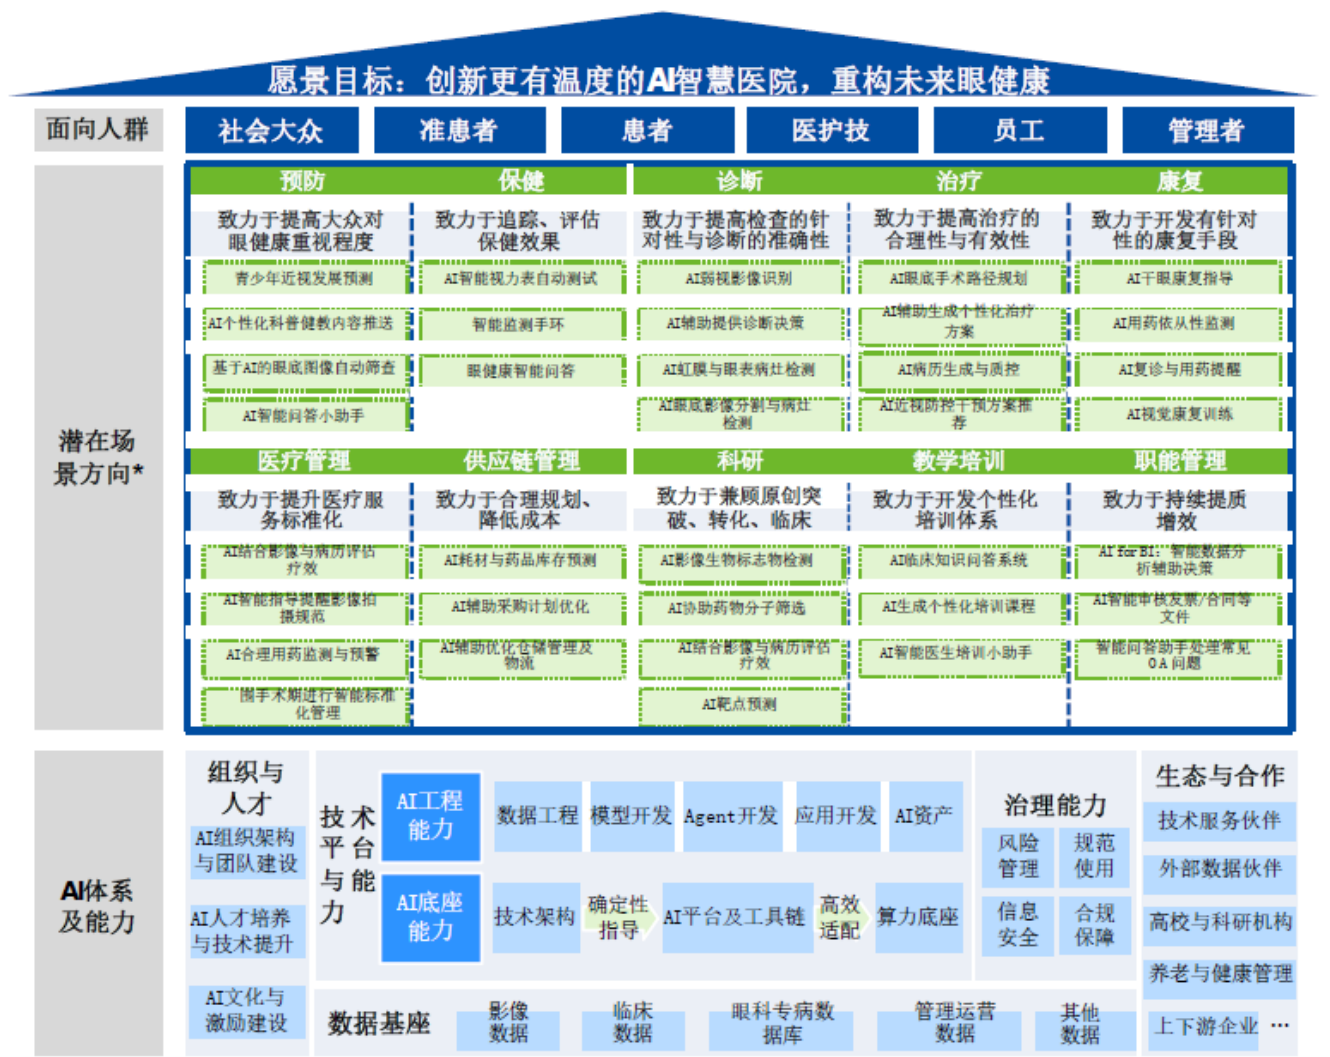 愿景目标：创新更有温度的AI智慧医院，重构未来眼健康
面向人群
社会大众
准患者
患者
医护技
员工
管理者
潜在场
景方向*
预防
保健
诊断
治疗
康复
致力于提高大众对
眼健康重视程度
致力于追踪、评估
保健效果
致力于提高检查的针
对性与诊断的准确性
致力于提高治疗的
合理性与有效性
致力于开发有针对
性的康复手段
青少年近视发展预测
AI智能视力表自动测试
AI弱视影像识别
AI眼底手术路径规划
AI干眼康复指导
AI个性化科普健教内容推送
智能监测手环
AI辅助提供诊断决策
AI辅助生成个性化治疗
方案
AI用药依从性监测
基于AI的眼底图像自动筛查
眼健康智能问答
AI虹膜与眼表病灶检测
AI病历生成与质控
AI复诊与用药提醒
AI智能问答小助手
AI眼底影像分割与病灶
检测
AI近视防控干预方案推
荐
AI视觉康复训练
医疗管理
供应链管理
科研
教学培训
职能管理
致力于提升医疗服
务标准化
致力于合理规划、
降低成本
致力于兼顾原创突
破、转化、临床
致力于开发个性化
培训体系
致力于持续提质
增效
AI结合影像与病历评估
疗效
AI耗材与药品库存预测
AI影像生物标志物检测
AI临床知识问答系统
AI for BI：智能数据分
析辅助决策
AI智能指导提醒影像拍
摄规范
AI辅助采购计划优化
AI协助药物分子筛选
AI生成个性化培训课程
AI智能审核发票/合同等
文件
AI合理用药监测与预警
AI辅助优化仓储管理及
物流
AI结合影像与病历评估
疗效
AI智能医生培训小助手
智能问答助手处理常见
OA问题
围手术期进行智能标准
化管理
AI靶点预测
AI体系
及能力
组织与
人才
AI组织架构
与团队建设
AI人才培养
与技术提升
AI文化与
激励建设
技术
平台
与能
力
AI工程
能力
数据工程
模型开发
Agent开发
应用开发
AI资产
AI底座
能力
技术架构
确定性
指导
AI平台及工具链
高效
适配
算力底座
治理能力
风险
管理
规范
使用
信息
安全
合规
保障
数据基座
影像
数据
临床
数据
眼科专病数
据库
管理运营
数据
其他
数据
生态与合作
技术服务伙伴
外部数据伙伴
高校与科研机构
养老与健康管理
上下游企业 …